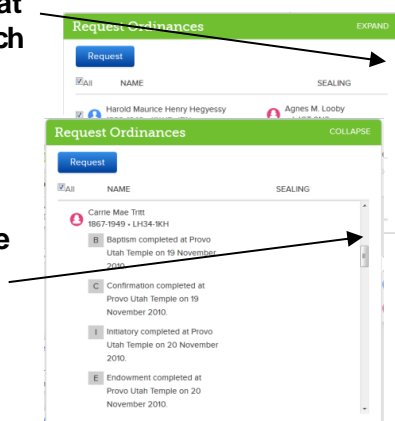 at
ch
Request Ordinances EXPAND
Request
All NAME SEALING
Harold Maurice Henry Hegyessy Agnes M. Looby
Request Ordinances COLLAPSE
Request
All NAME SEALING
Carrie Mae Tritt
1867-1949 • LH34-1KH
e
B Baptism completed at Provo
Utah Temple on 19 November
2010.
C Confirmation completed at
Provo Utah Temple on 19
November 2010.
I Initiatory completed at Provo
Utah Temple on 20 November
2010.
E Endowment completed at
Provo Utah Temple on 20
November 2010.